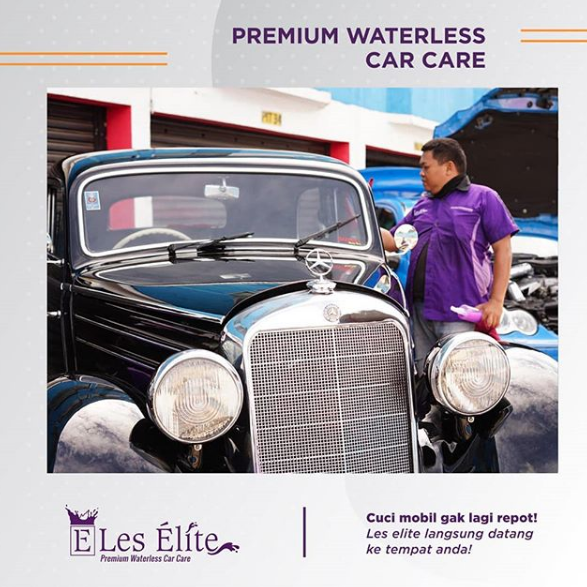 PREMIUM WATERLESS
CAR CARE
E Les Élite
Premium Waterless Car Care
Cuci mobil gak lagi repot!
Les elite langsung datang
ke tempat anda!